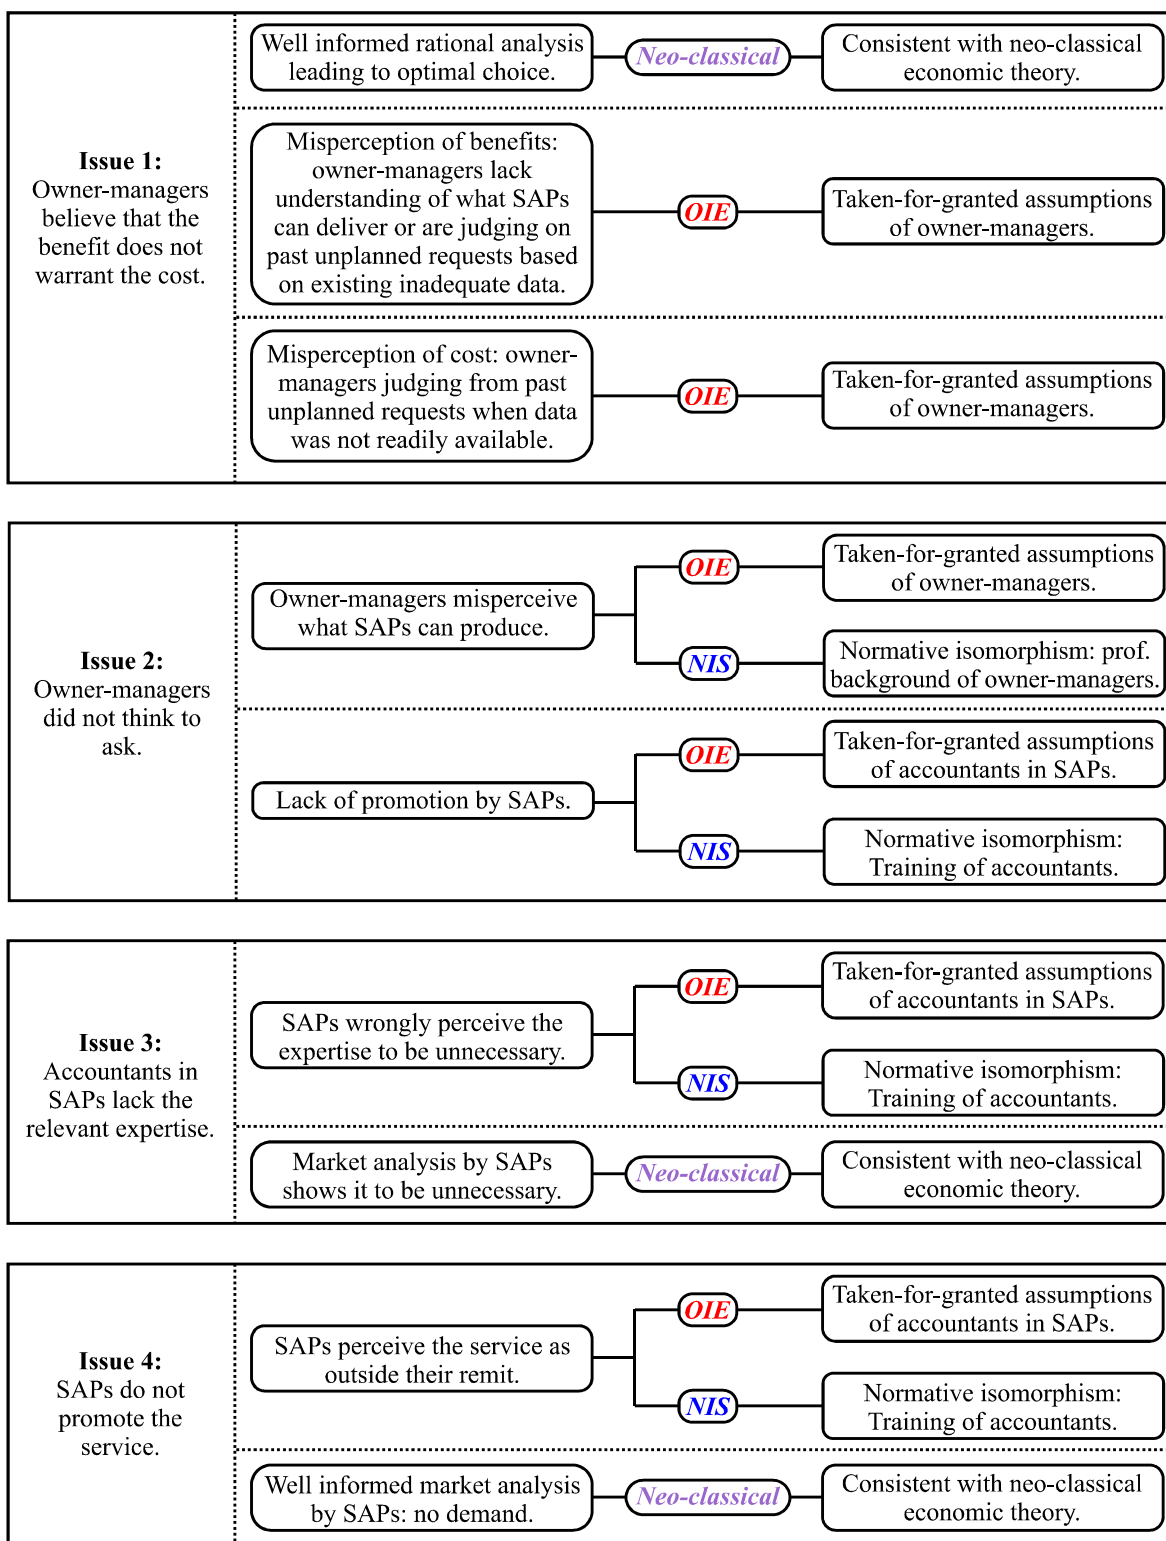 Issue 1:
Owner-managers
believe that the
benefit does not
warrant the cost.
Well informed rational analysis
leading to optimal choice.
Neo-classical
Consistent with neo-classical
economic theory.
Misperception of benefits:
owner-managers lack
understanding of what SAPs
can deliver or are judging on
past unplanned requests based
on existing inadequate data.
OIE
Taken-for-granted assumptions
of owner-managers.
Misperception of cost: owner-
managers judging from past
unplanned requests when data
was not readily available.
OIE
Taken-for-granted assumptions
of owner-managers.
Issue 2:
Owner-managers
did not think to
ask.
Owner-managers misperceive
what SAPs can produce.
OIE
Taken-for-granted assumptions
of owner-managers.
NIS
Normative isomorphism: prof.
background of owner-managers.
Lack of promotion by SAPs.
OIE
Taken-for-granted assumptions
of accountants in SAPs.
NIS
Normative isomorphism:
Training of accountants.
Issue 3:
Accountants in
SAPs lack the
relevant expertise.
SAPs wrongly perceive the
expertise to be unnecessary.
OIE
Taken-for-granted assumptions
of accountants in SAPs.
NIS
Normative isomorphism:
Training of accountants.
Market analysis by SAPs
shows it to be unnecessary.
Neo-classical
Consistent with neo-classical
economic theory.
Issue 4:
SAPs do not
promote the
service.
SAPs perceive the service as
outside their remit.
OIE
Taken-for-granted assumptions
of accountants in SAPs.
NIS
Normative isomorphism:
Training of accountants.
Well informed market analysis
by SAPs: no demand.
Neo-classical
Consistent with neo-classical
economic theory.